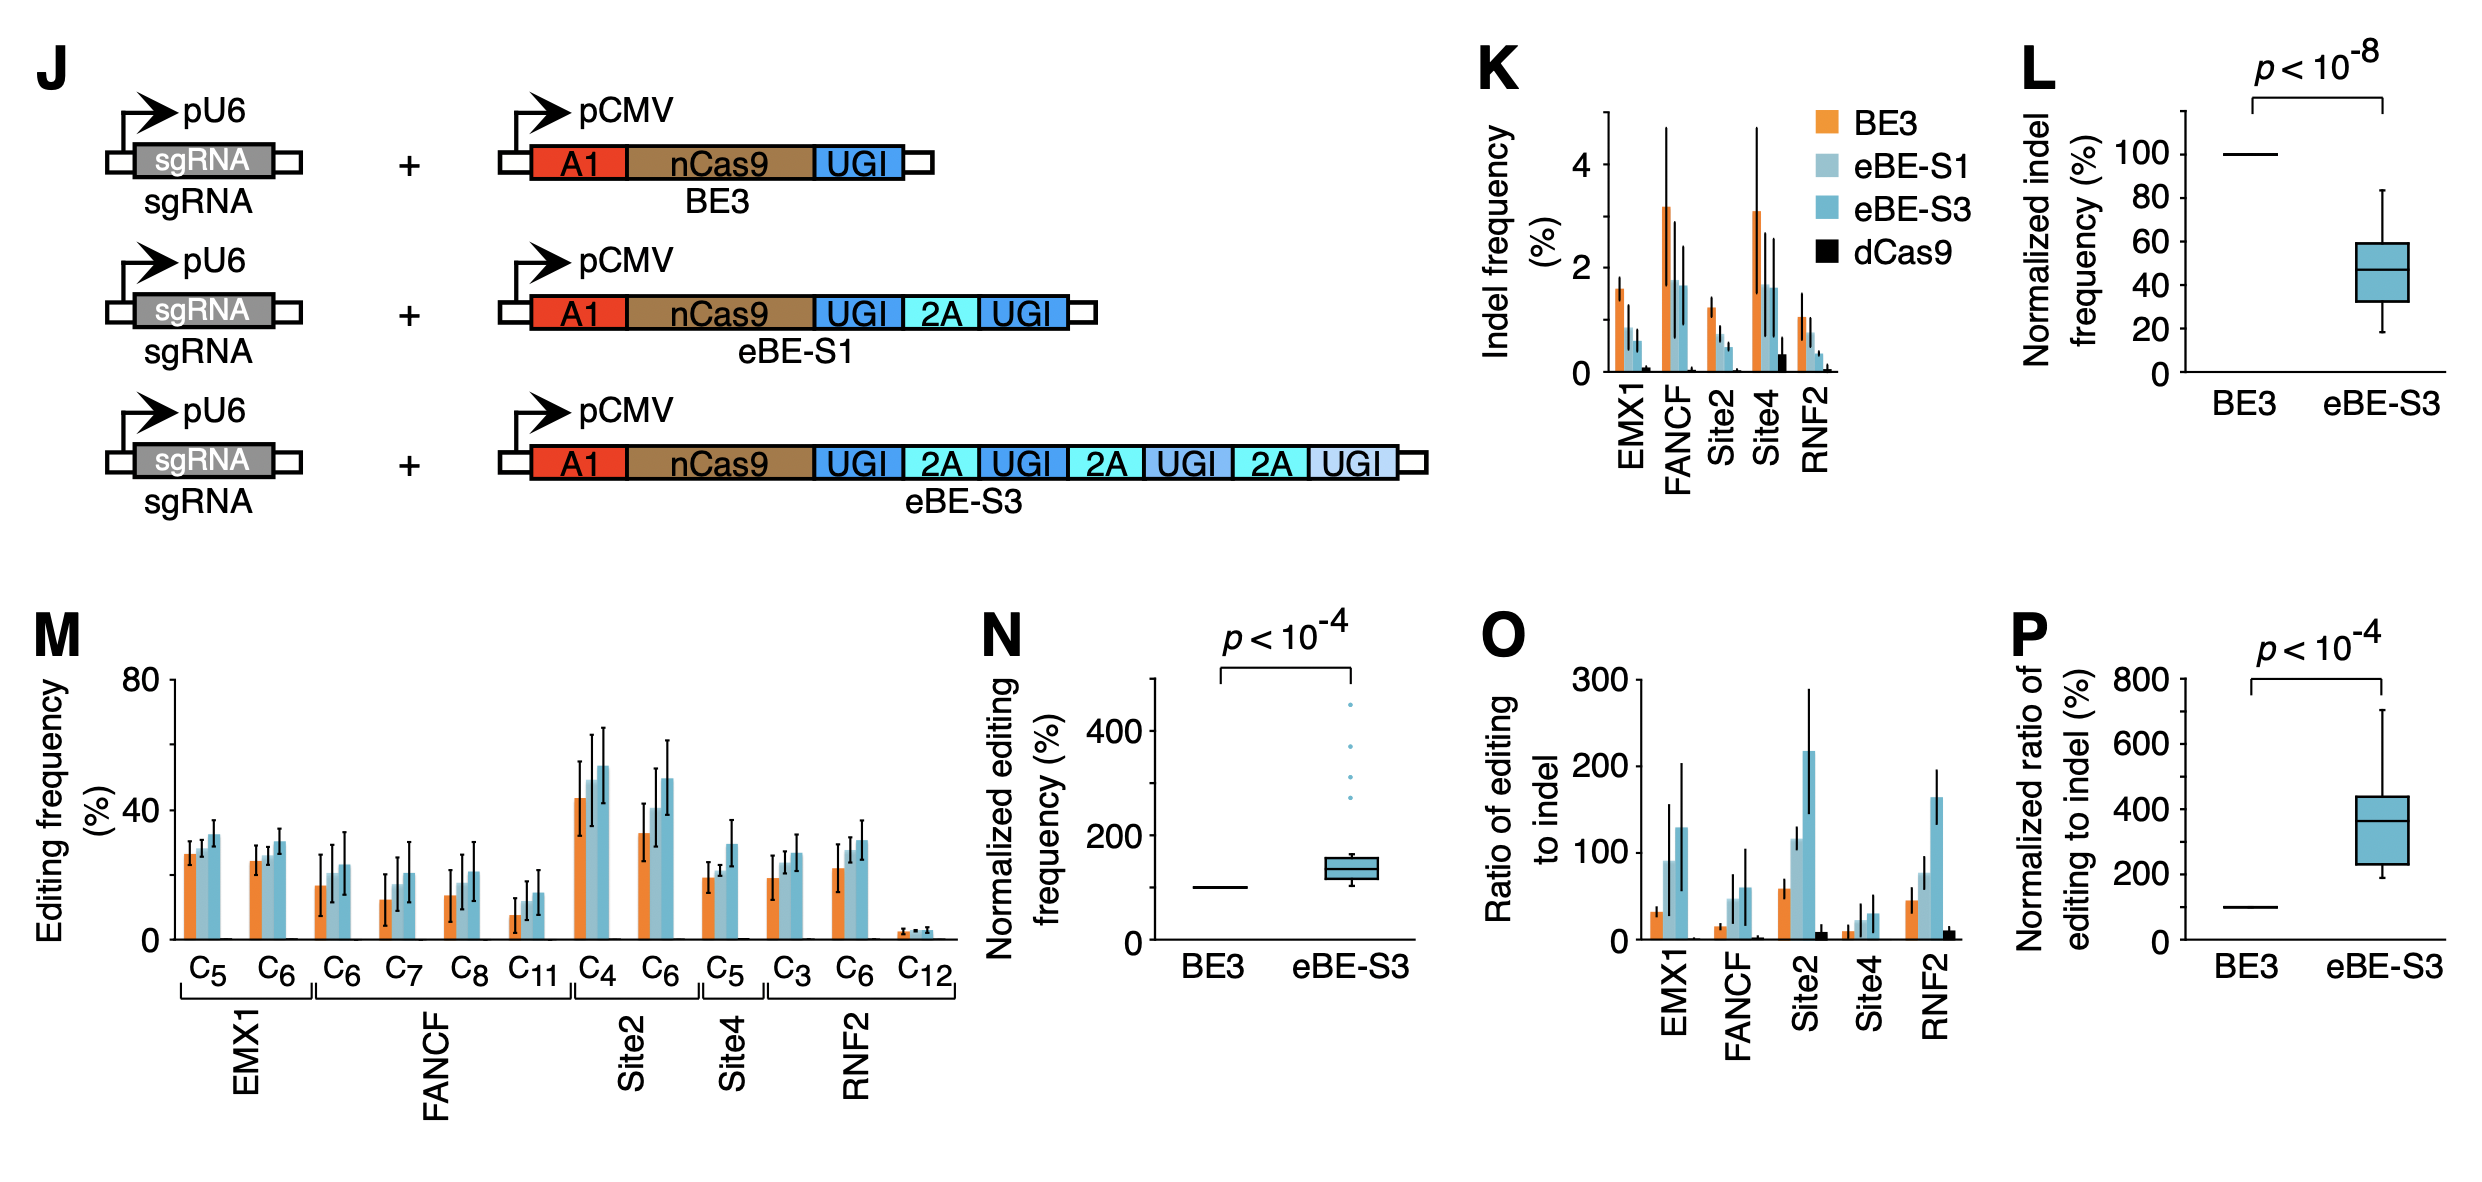 J
pU6
sgRNA
sgRNA
+
pCMV
A1 nCas9 UGI
BE3
pU6
sgRNA
sgRNA
+
pCMV
A1 nCas9 UGI 2A UGI
eBE-S1
pU6
sgRNA
sgRNA
+
pCMV
A1 nCas9 UGI 2A UGI 2A UGI 2A UGI
eBE-S3
K
Indel frequency
(%)
4
2
0
EMX1
FANCF
Site2
Site4
RNF2
BE3
eBE-S1
eBE-S3
dCas9
L
p < 10-8
Normalized indel
frequency (%)
100
80
60
40
20
0
BE3 eBE-S3
M
Editing frequency
(%)
80
40
0
C5 C6 C6 C7 C8 C11 C4 C6 C5 C3 C6 C12
EMX1
FANCF
Site2
Site4
RNF2
N
p < 10-4
Normalized editing
frequency (%)
400
200
0
BE3 eBE-S3
O
Ratio of editing
to indel
300
200
100
0
EMX1
FANCF
Site2
Site4
RNF2
P
p < 10-4
Normalized ratio of
editing to indel (%)
800
600
400
200
0
BE3 eBE-S3